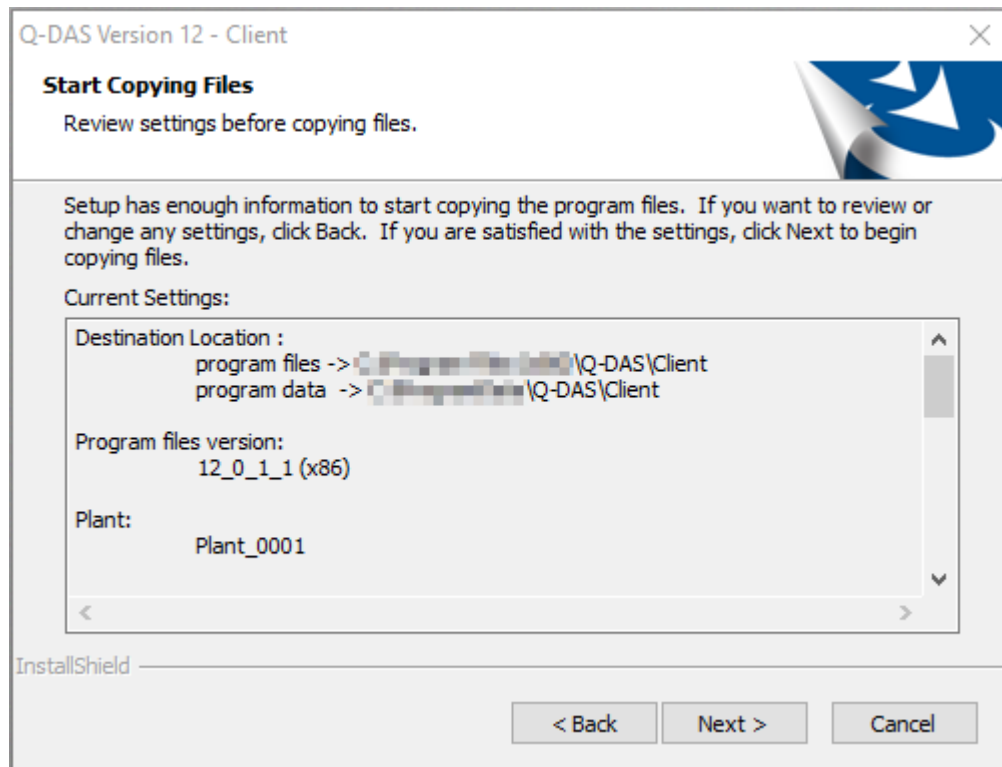 Q-DAS Version 12 - Client
Start Copying Files
Review settings before copying files.
Setup has enough information to start copying the program files.  If you want to review or
change any settings, click Back.  If you are satisfied with the settings, click Next to begin
copying files.
Current Settings:
Destination Location :
program files -> \Q-DAS\Client
program data -> \Q-DAS\Client
Program files version:
12_0_1_1 (x86)
Plant:
Plant_0001
InstallShield
< Back Next > Cancel